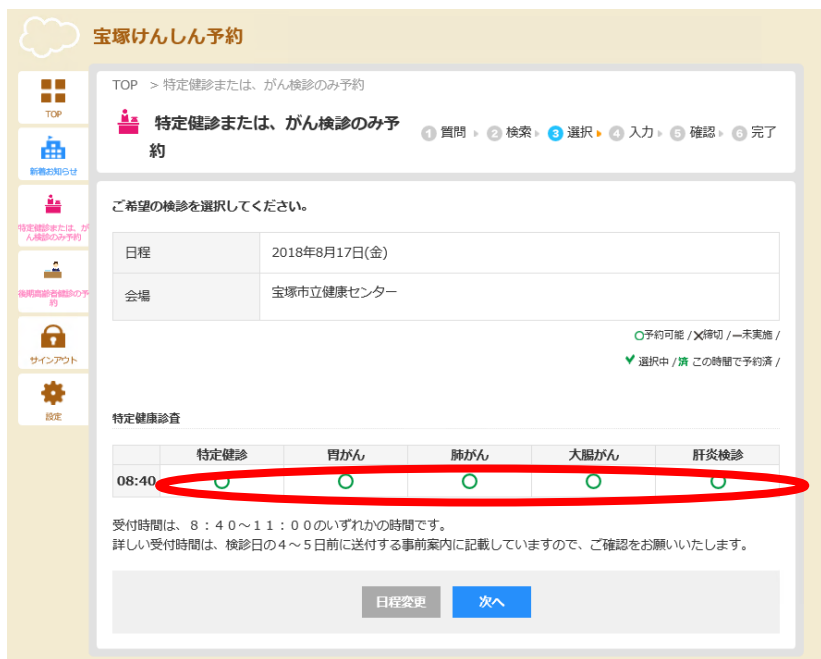 宝塚けんしん予約
TOP
新着お知らせ
特定健診または、が
ん検診のみ予約
後期高齢者健診の予
約
サインアウト
設定
TOP ＞特定健診または、がん検診のみ予約
特定健診または、がん検診のみ予
約
1 質問 2 検索 3 選択 4 入力 5 確認 6 完了
ご希望の検診を選択してください。
日程 2018年8月17日(金)
会場 宝塚市立健康センター
○予約可能 /✕締切 /ー未実施 /
✔ 選択中 /済 この時間で予約済 /
特定健康診査
特定健診 胃がん 肺がん 大腸がん 肝炎検診
08:40 ○ ○ ○ ○ ○
受付時間は、８：４０～１１：００のいずれかの時間です。
詳しい受付時間は、検診日の４～５日前に送付する事前案内に記載していますので、ご確認をお願いいたします。
日程変更 次へ